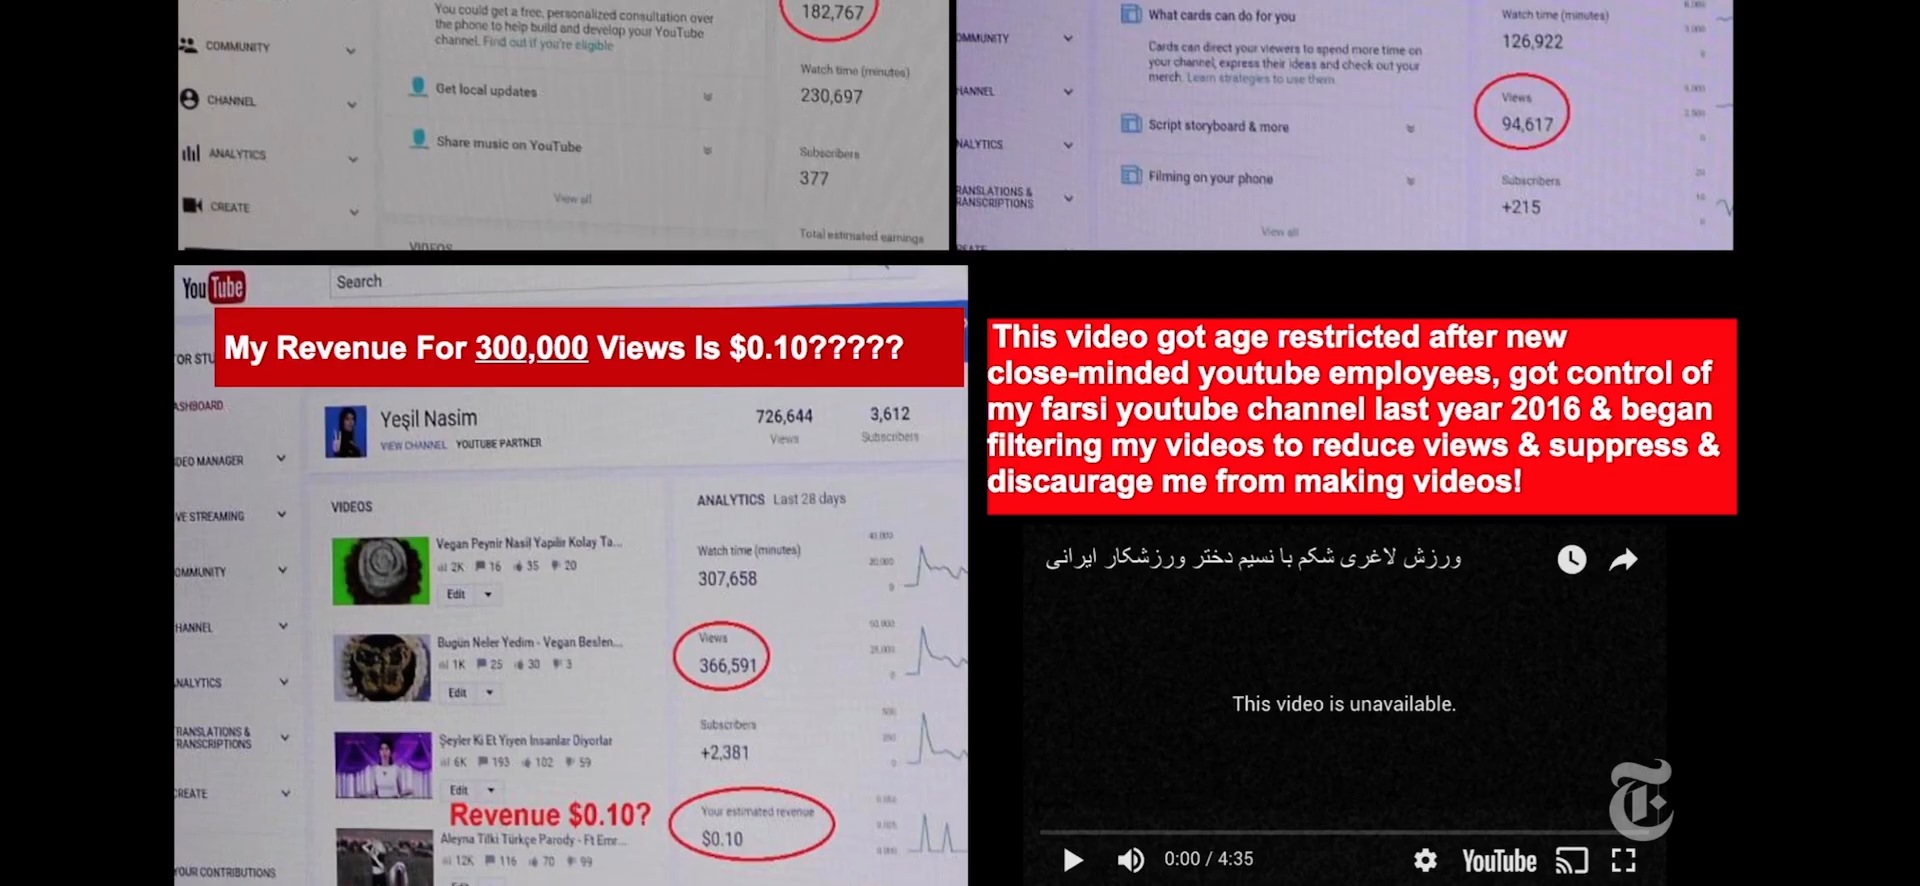 You could get a free, personalized consultation over
the phone to help build and develop your YouTube
channel. Find out if you're eligible
COMMUNITY
CHANNEL
ANALYTICS
CREATE
Get local updates
Share music on YouTube
View all
VIDEOS
182,767
Watch time (minutes)
230,697
Subscribers
377
Total estimated earnings
OMMUNITY
HANNEL
NALYTICS
RANSLATIONS &
RANSCRIPTIONS
What cards can do for you
Cards can direct your viewers to spend more time on
your channel, express their ideas and check out your
merch. Learn strategies to use them.
Script storyboard & more
Filming on your phone
View all
Watch time (minutes)
126,922
Views
94,617
Subscribers
+215
YouTube
Search
My Revenue For 300,000 Views Is $0.10?????
OR STU
ASHBOARD
DEO MANAGER
VE STREAMING
OMMUNITY
HANNEL
NALYTICS
TRANSLATIONS &
TRANSCRIPTIONS
CREATE
YOUR CONTRIBUTIONS
Yeşil Nasim
VIEW CHANNEL YOUTUBE PARTNER
726,644
Views
3,612
Subscribers
VIDEOS
Vegan Peynir Nasil Yapilir Kolay Ta...
2K 16 35 20
Edit
Bugün Neler Yedim - Vegan Beslen...
1K 25 30 3
Edit
Şeyler Ki Et Yiyen İnsanlar Diyorlar
6K 193 102 59
Edit
Revenue $0.10?
Aleyna Tilki Türkçe Parody - Ft Emr...
12K 116 70 99
ANALYTICS Last 28 days
Watch time (minutes)
307,658
Views
366,591
Subscribers
+2,381
Your estimated revenue
$0.10
This video got age restricted after new
close-minded youtube employees, got control of
my farsi youtube channel last year 2016 & began
filtering my videos to reduce views & suppress &
discaurage me from making videos!
ورزش لاغری شکم با نسیم دختر ورزشکار ایرانی
This video is unavailable.
T
0:00 / 4:35
YouTube